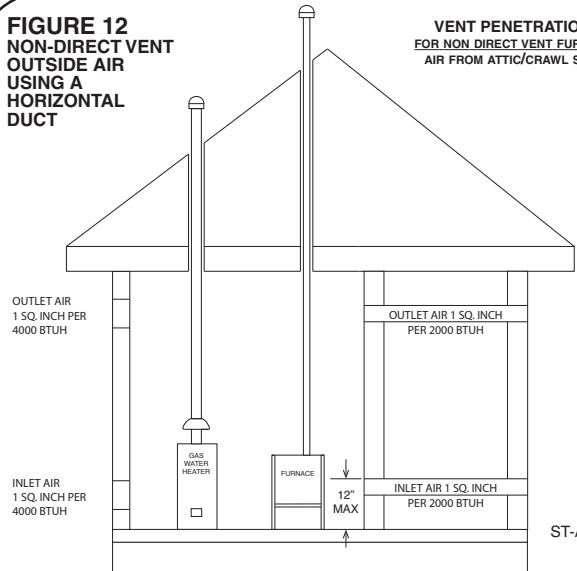 FIGURE 12
NON-DIRECT VENT
OUTSIDE AIR
USING A
HORIZONTAL
DUCT
VENT PENETRATIO
FOR NON DIRECT VENT FUR
AIR FROM ATTIC/CRAWL S
OUTLET AIR
1 SQ. INCH PER
4000 BTUH
OUTLET AIR 1 SQ. INCH
PER 2000 BTUH
GAS
WATER
HEATER
FURNACE
INLET AIR
1 SQ. INCH PER
4000 BTUH
12"
MAX
INLET AIR 1 SQ. INCH
PER 2000 BTUH
ST-A